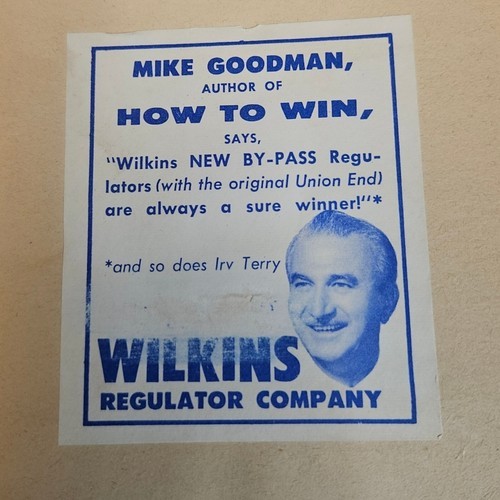 MIKE GOODMAN,
AUTHOR OF
HOW TO WIN,
SAYS,
"Wilkins NEW BY-PASS Regu-
lators (with the original Union End)
are always a sure winner!"*
*and so does Irv Terry
WILKINS
REGULATOR COMPANY